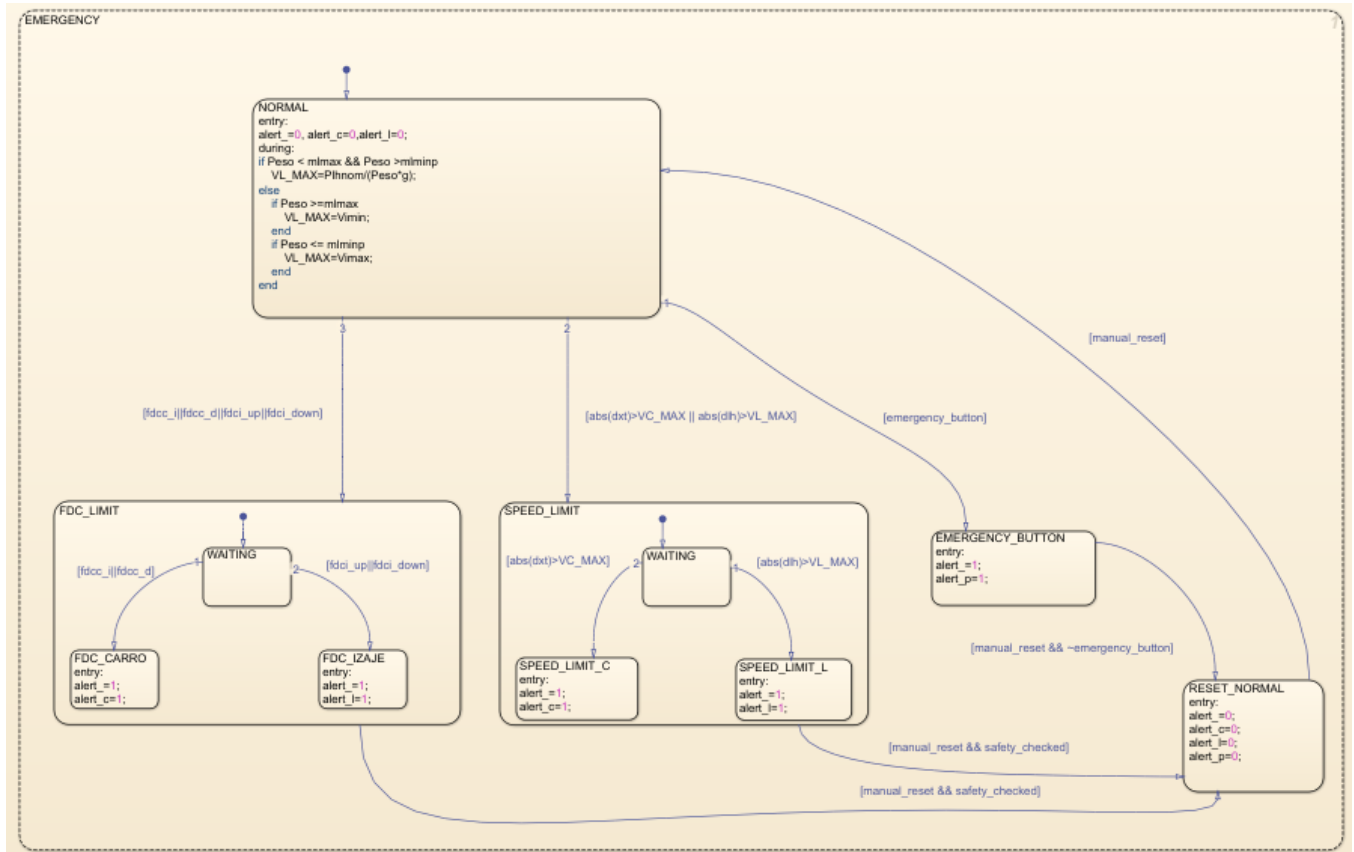 EMERGENCY
1
NORMAL
entry:
alert_=0, alert_c=0,alert_l=0;
during:
if Peso < mlmax && Peso >mlminp
VL_MAX=Plhnom/(Peso*g);
else
if Peso >=mlmax
VL_MAX=Vimin;
end
if Peso <= mlminp
VL_MAX=Vimax;
end
end
1
3
2
[manual_reset]
[fdcc_i||fdcc_d||fdci_up||fdci_down]
[abs(dxt)>VC_MAX || abs(dlh)>VL_MAX]
[emergency_button]
FDC_LIMIT
WAITING
1
2
[fdcc_i||fdcc_d]
[fdci_up||fdci_down]
FDC_CARRO
entry:
alert_=1;
alert_c=1;
FDC_IZAJE
entry:
alert_=1;
alert_l=1;
SPEED_LIMIT
WAITING
2
1
[abs(dxt)>VC_MAX]
[abs(dlh)>VL_MAX]
SPEED_LIMIT_C
entry:
alert_=1;
alert_c=1;
SPEED_LIMIT_L
entry:
alert_=1;
alert_l=1;
EMERGENCY_BUTTON
entry:
alert_=1;
alert_p=1;
[manual_reset && ~emergency_button]
RESET_NORMAL
entry:
alert_=0;
alert_c=0;
alert_l=0;
alert_p=0;
[manual_reset && safety_checked]
[manual_reset && safety_checked]